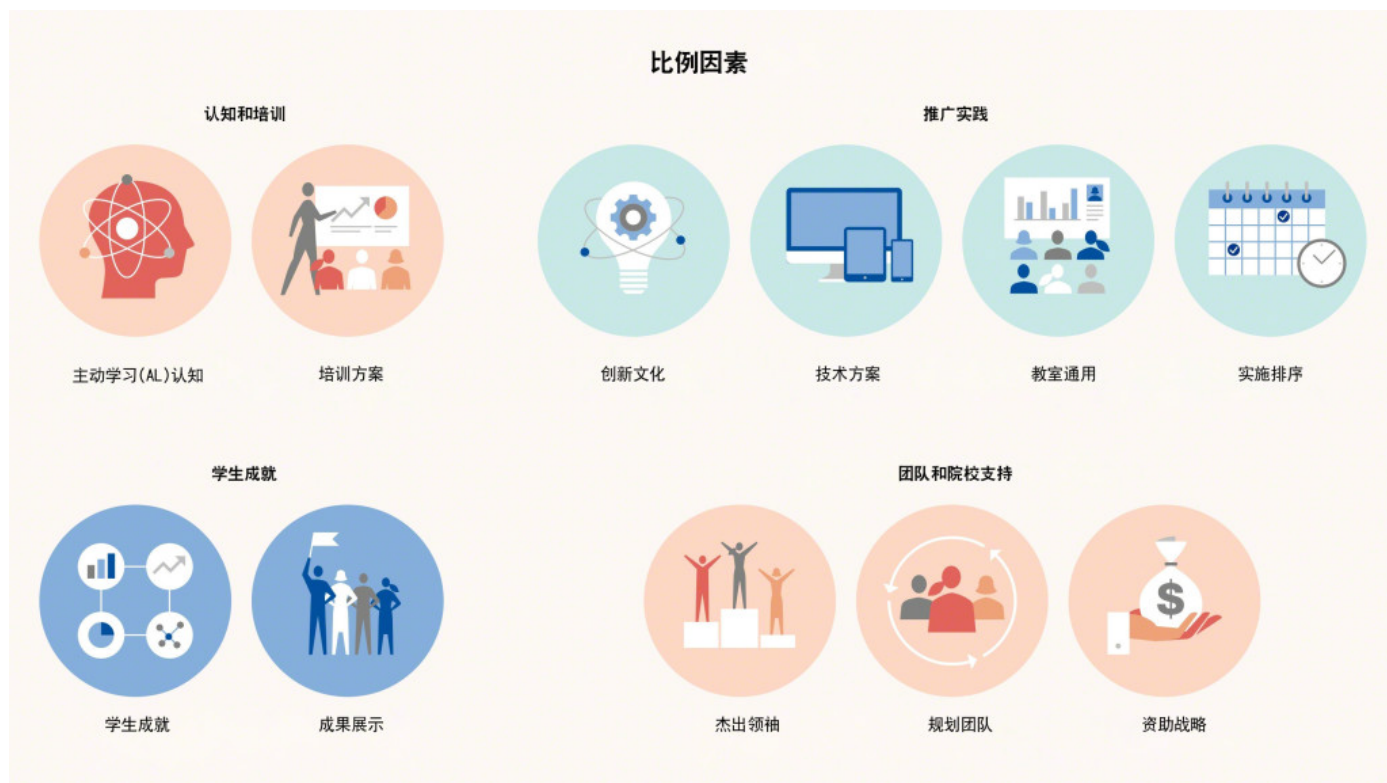 比例因素
认知和培训
推广实践
主动学习(AL)认知
培训方案
创新文化
技术方案
教室通用
实施排序
学生成就
团队和院校支持
$
学生成就
成果展示
杰出领袖
规划团队
资助战略